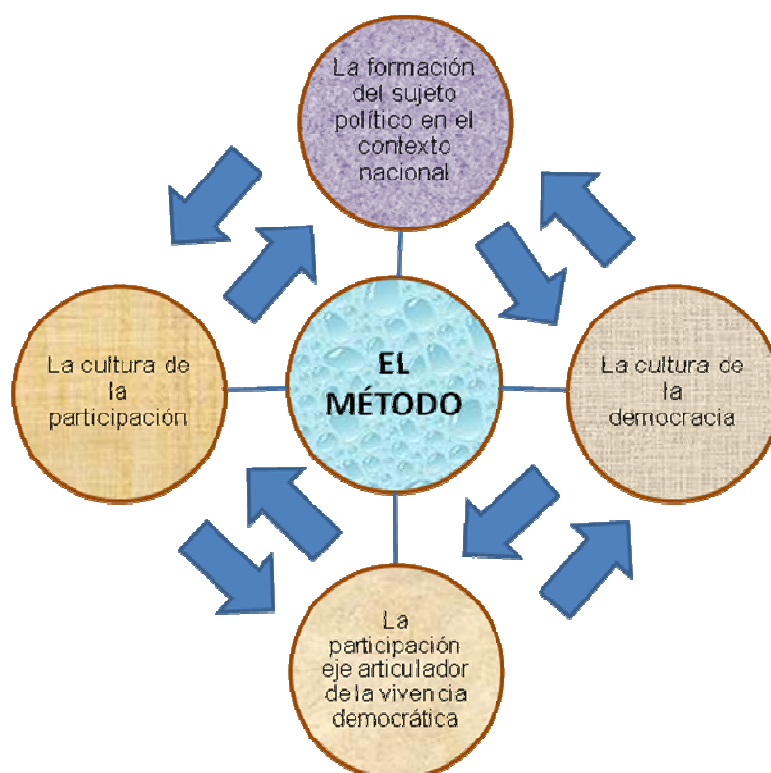 La formación
del sujeto
político en el
contexto
nacional
La cultura de
la
participación
EL
MÉTODO
La cultura de
la
democracia
La
participación
eje articulador
de la vivencia
democrática